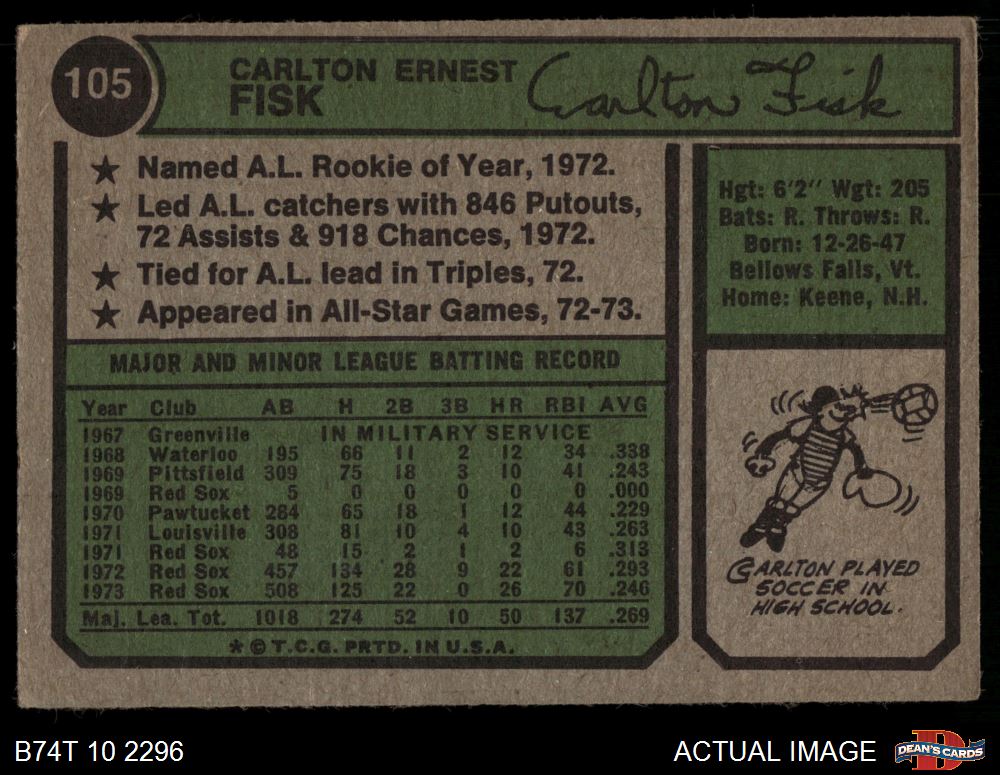 105
CARLTON ERNEST
FISK
Carlton Fisk
★ Named A.L. Rookie of Year, 1972.
★ Led A.L. catchers with 846 Putouts,
72 Assists & 918 Chances, 1972.
★ Tied for A.L. lead in Triples, 72.
★ Appeared in All-Star Games, 72-73.
Hgt: 6'2" Wgt: 205
Bats: R. Throws: R.
Born: 12-26-47
Bellows Falls, Vt.
Home: Keene, N.H.
MAJOR AND MINOR LEAGUE BATTING RECORD
Year Club AB H 2B 3B HR RBI AVG
1967 Greenville IN MILITARY SERVICE
1968 Waterloo 195 66 11 2 12 34 .338
1969 Pittsfield 309 75 18 3 10 41 .243
1969 Red Sox 5 0 0 0 0 0 .000
1970 Pawtucket 284 65 18 1 12 44 .229
1971 Louisville 308 81 10 4 10 43 .263
1971 Red Sox 48 15 2 1 2 6 .313
1972 Red Sox 457 134 28 9 22 61 .293
1973 Red Sox 508 125 22 0 26 70 .246
Maj. Lea. Tot. 1018 274 52 10 50 137 .269
* © T.C.G. PRTD. IN U.S.A.
CARLTON PLAYED
SOCCER IN
HIGH SCHOOL.
B74T 10 2296
ACTUAL IMAGE
DEAN'S CARDS